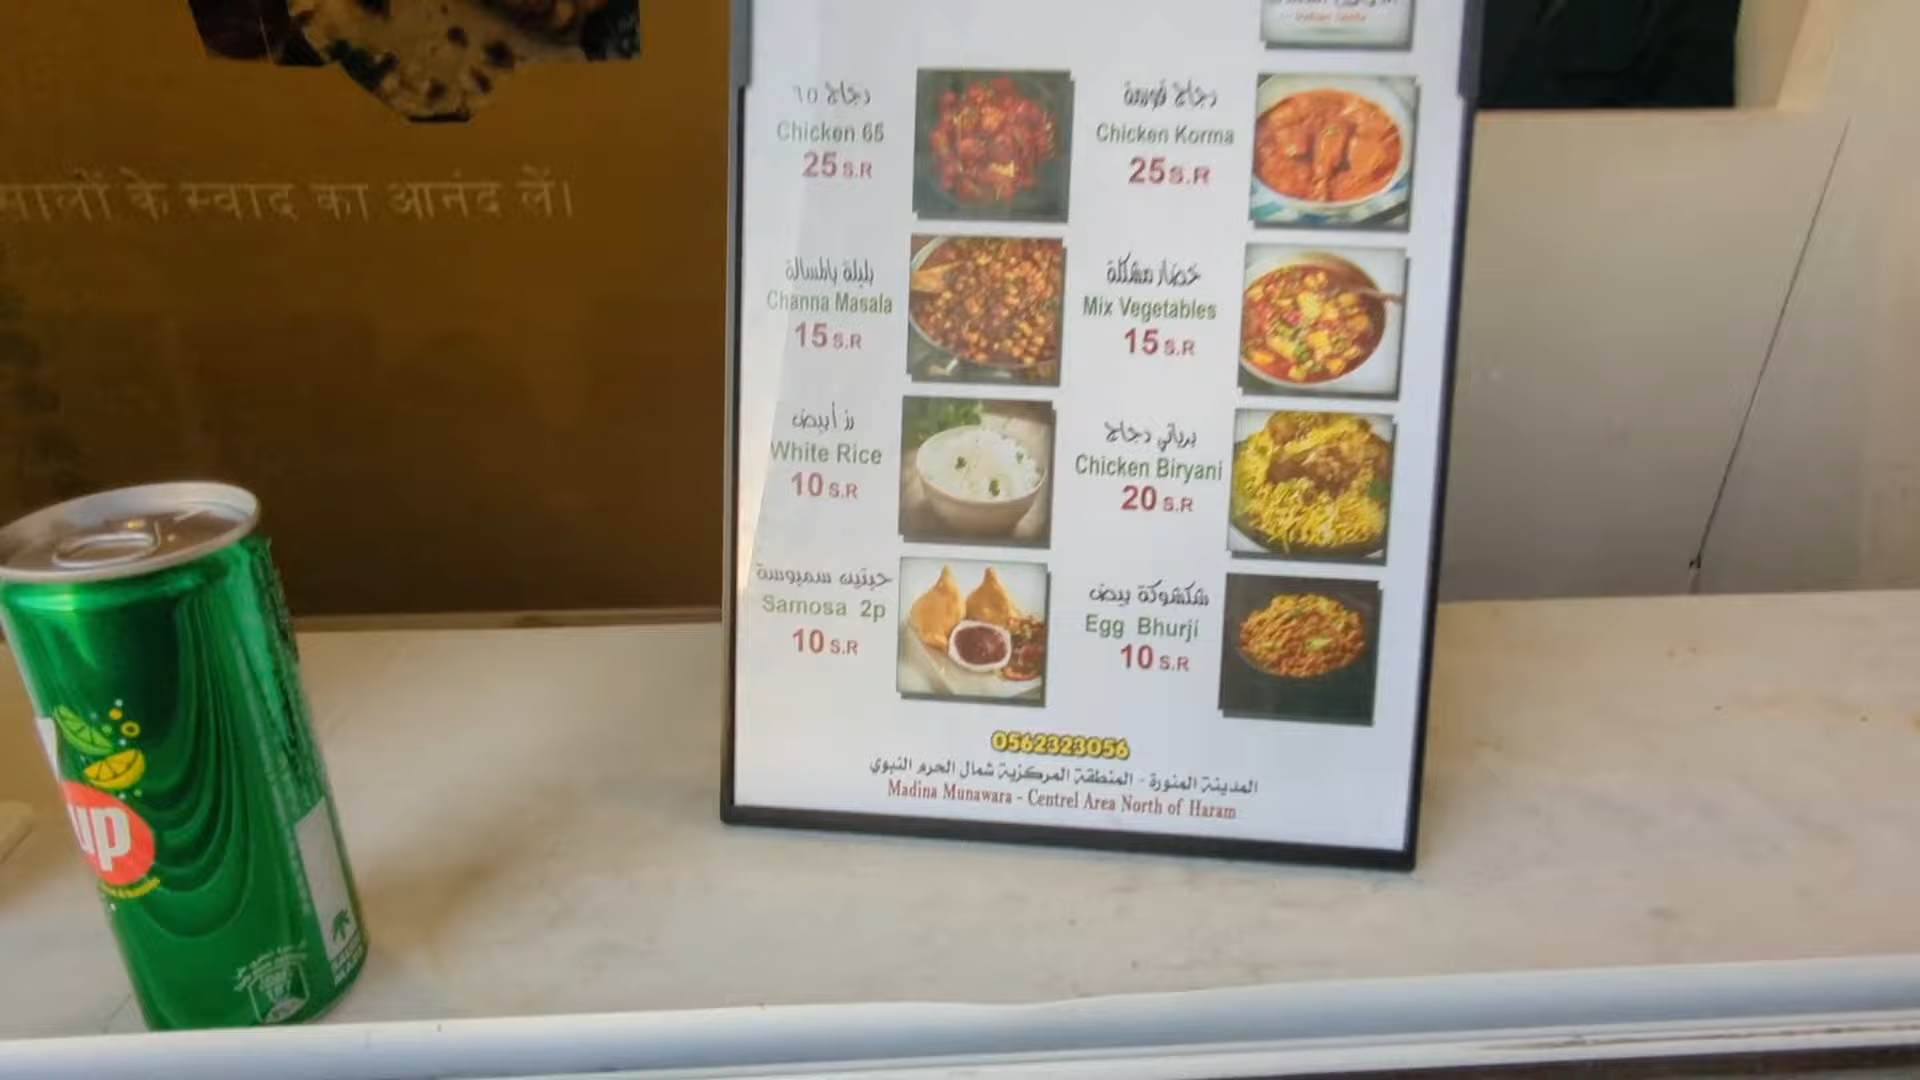 सालों के स्वाद का आनंद लें।
دجاج ٦٥
Chicken 65
25 S.R
دجاج قورمة
Chicken Korma
25 S.R
بليلة بالمسالة
Channa Masala
15 S.R
خضار مشكلة
Mix Vegetables
15 S.R
رز أبيض
White Rice
10 S.R
برياني دجاج
Chicken Biryani
20 S.R
حبتين سمبوسة
Samosa 2p
10 S.R
شكشوكة بيض
Egg Bhurji
10 S.R
0562323056
المدينة المنورة - المنطقة المركزية شمال الحرم النبوي
Madina Munawara - Centrel Area North of Haram
up